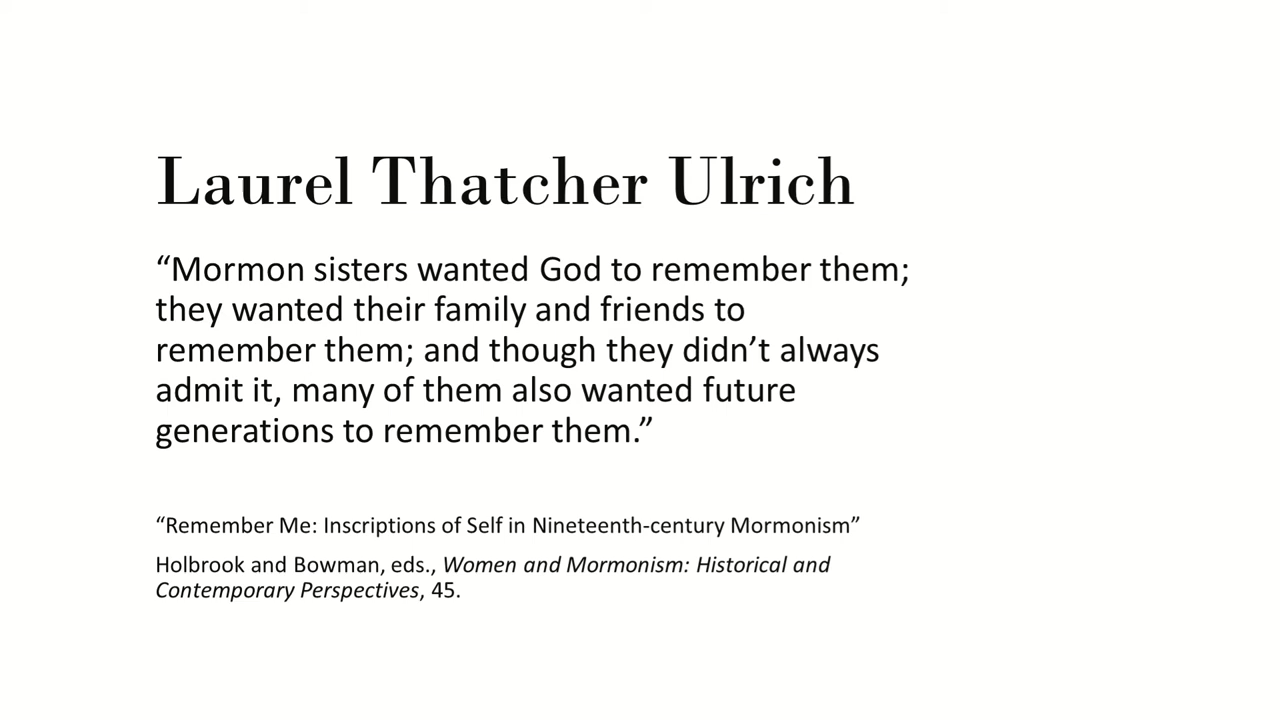 Laurel Thatcher Ulrich
“Mormon sisters wanted God to remember them;
they wanted their family and friends to
remember them; and though they didn’t always
admit it, many of them also wanted future
generations to remember them.”
“Remember Me: Inscriptions of Self in Nineteenth-century Mormonism”
Holbrook and Bowman, eds., Women and Mormonism: Historical and
Contemporary Perspectives, 45.